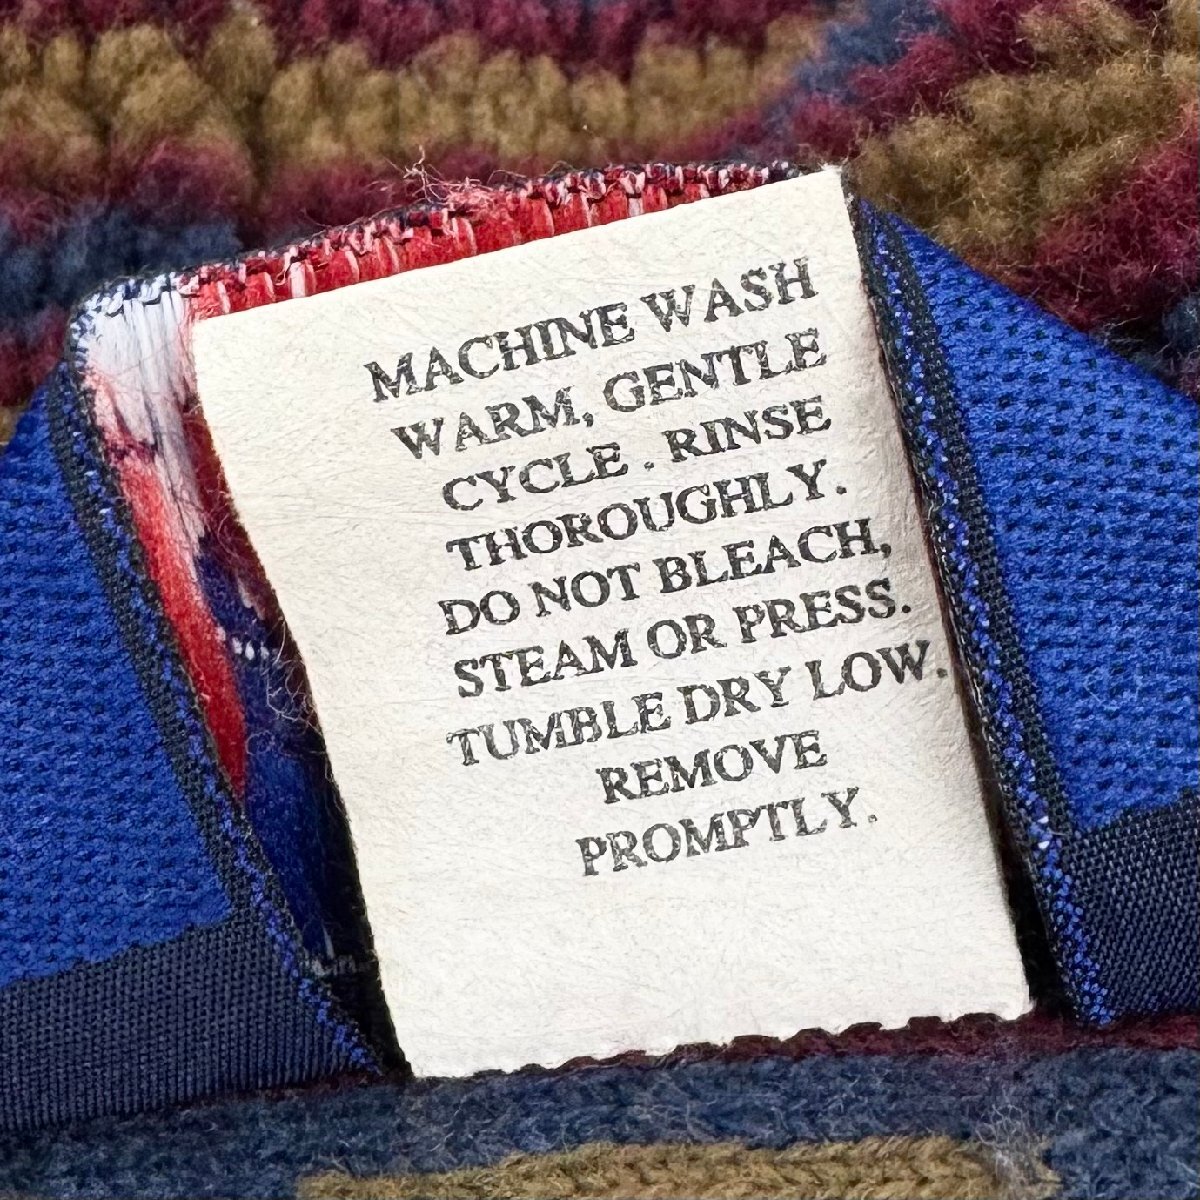 MACHINE WASH
WARM, GENTLE
CYCLE . RINSE
THOROUGHLY.
DO NOT BLEACH,
STEAM OR PRESS.
TUMBLE DRY LOW.
REMOVE
PROMPTLY.